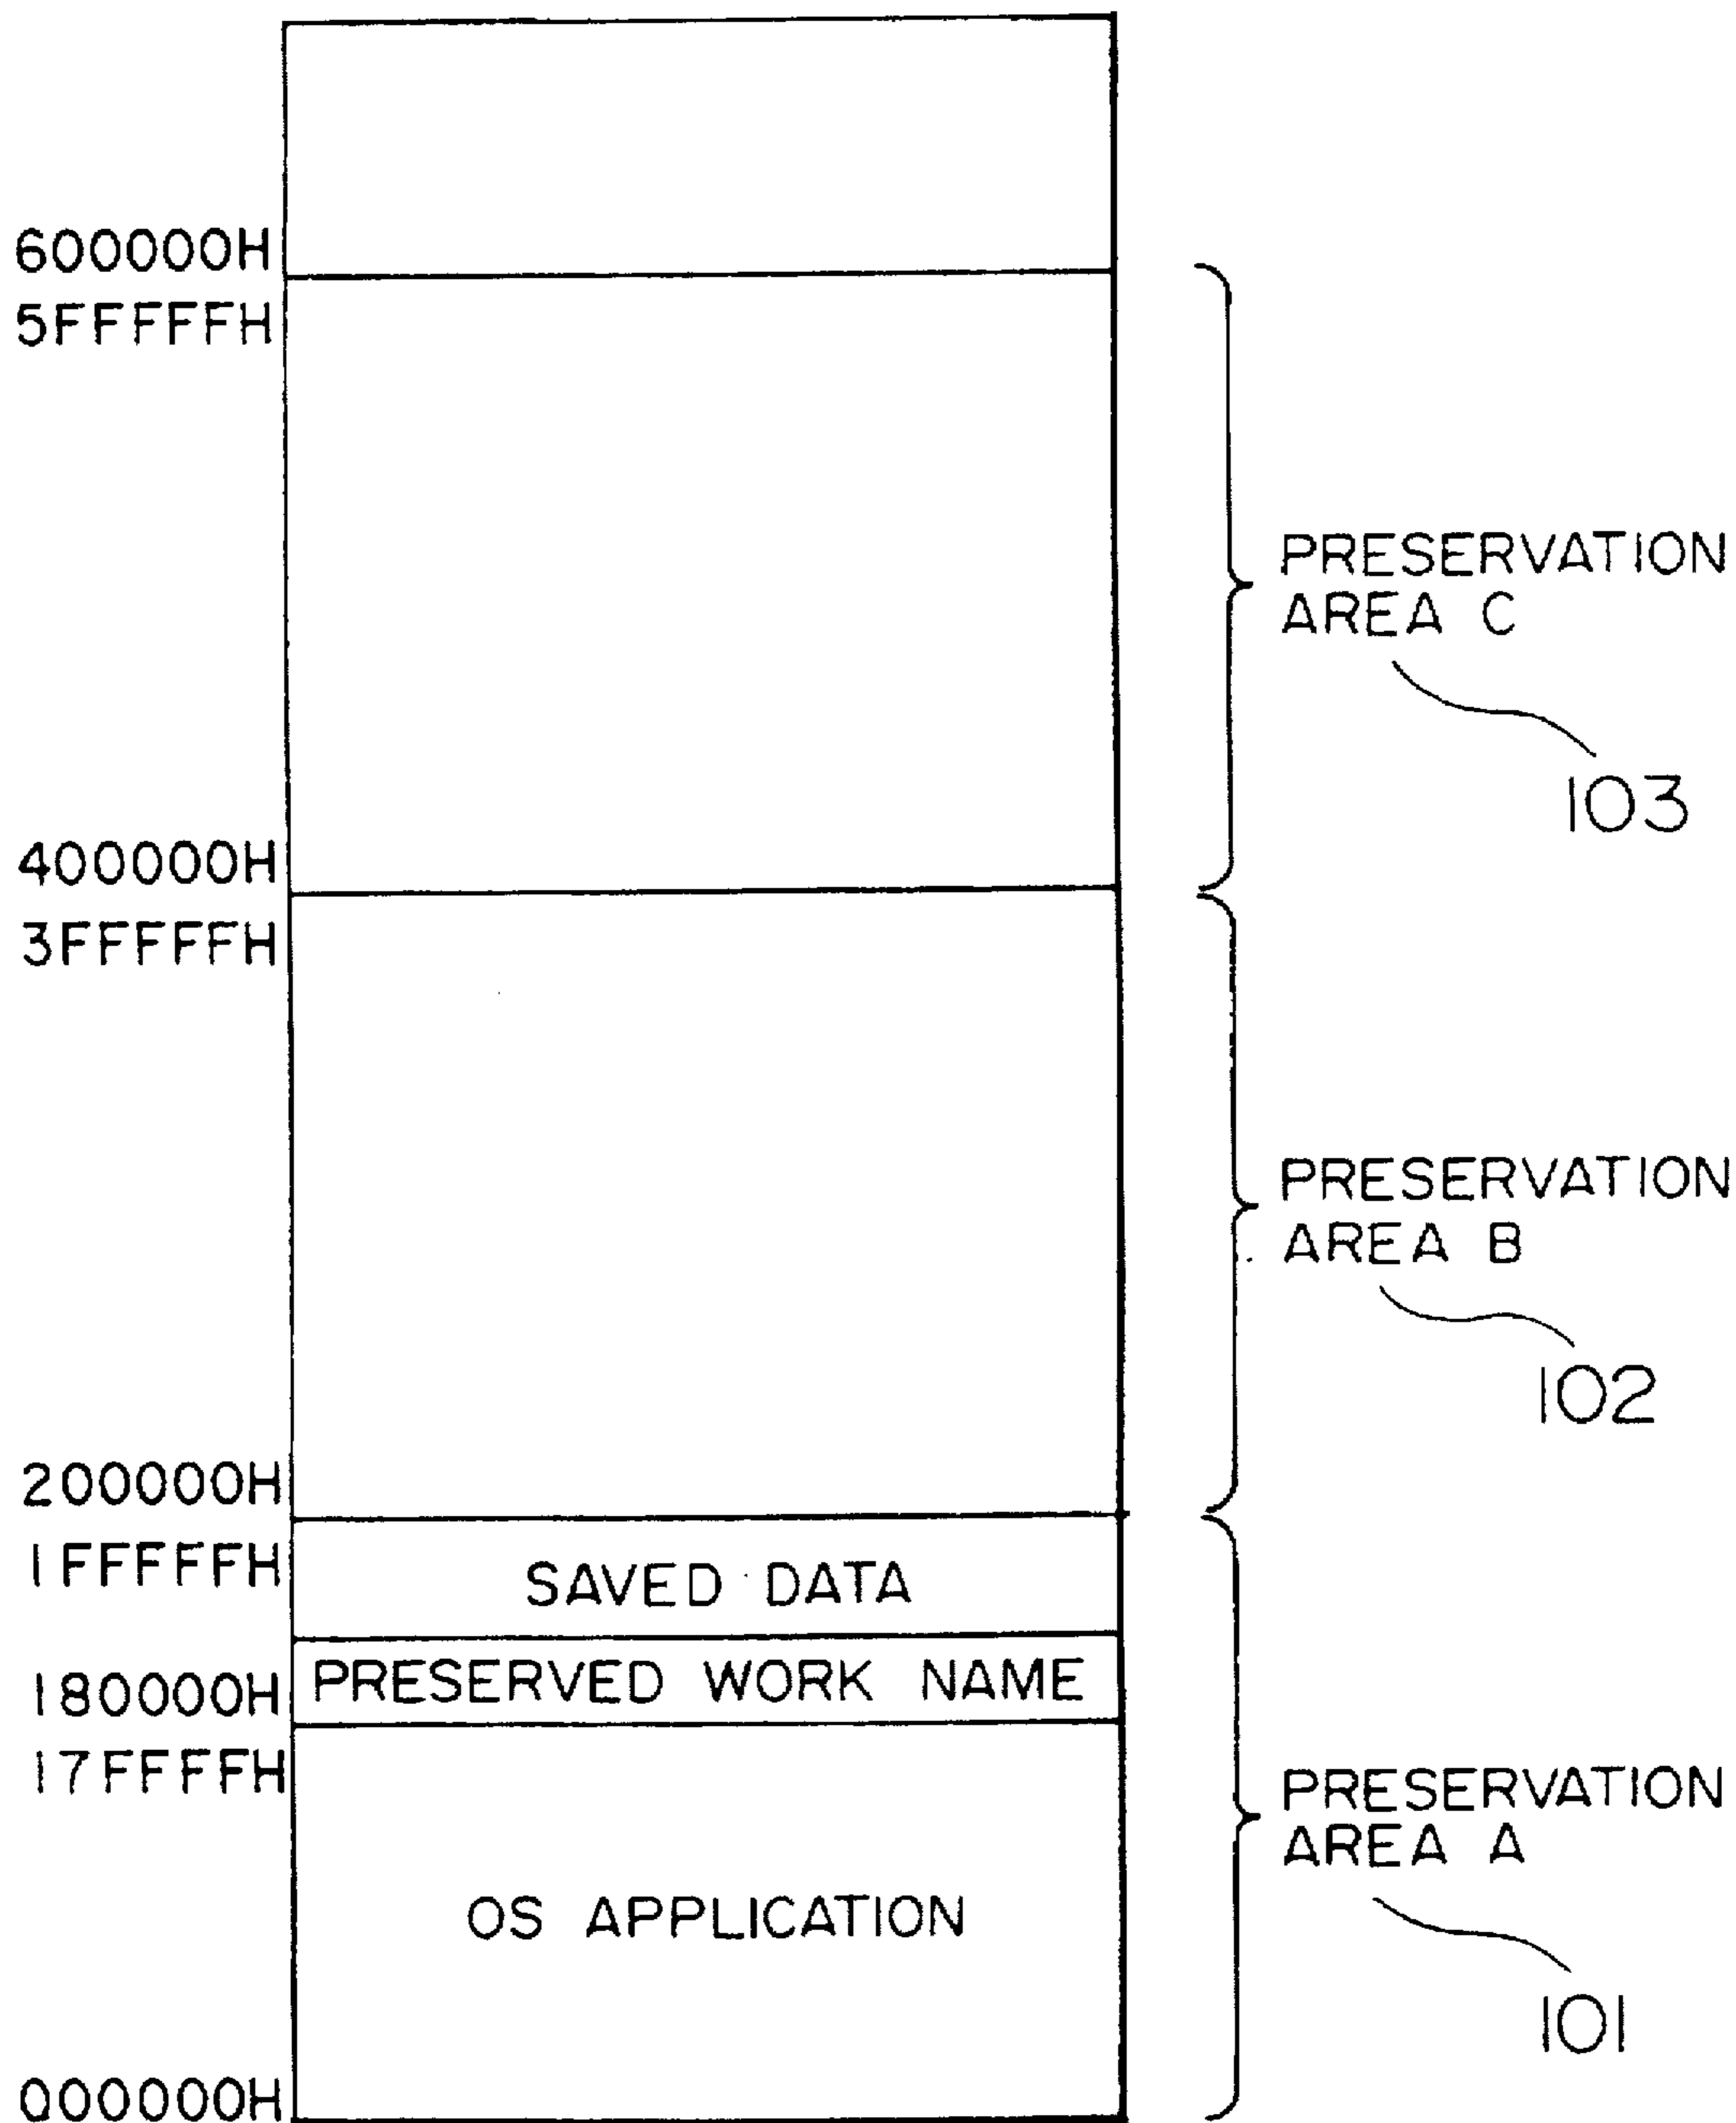 600000H
5FFFFFH
PRESERVATION
AREA C
103
400000H
3FFFFFH
PRESERVATION
AREA B
102
200000H
1FFFFFH
SAVED DATA
180000H
PRESERVED WORK NAME
17FFFFH
PRESERVATION
AREA A
OS APPLICATION
101
000000H